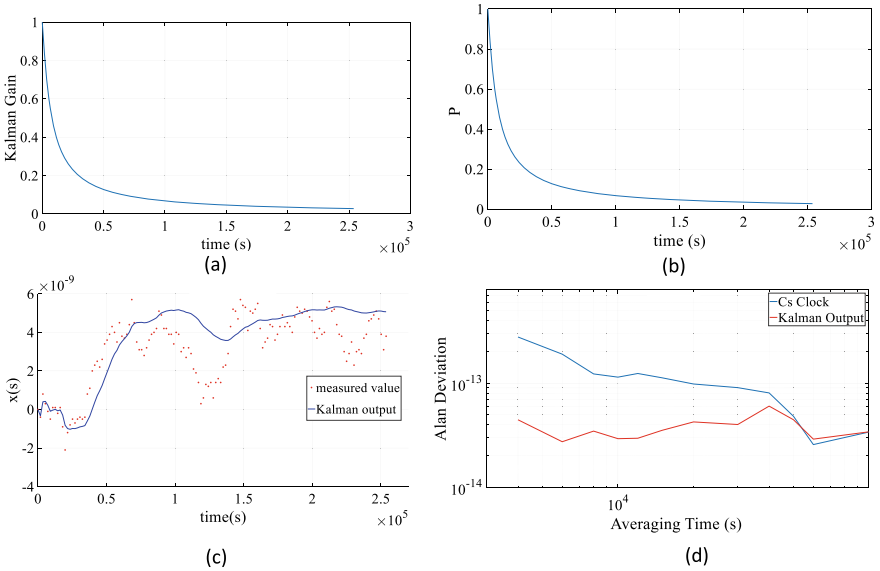 1
0.8
0.6
0.4
0.2
0
Kalman Gain
0 0.5 1 1.5 2 2.5 3
time (s)
×10^5
(a)
1
0.8
0.6
0.4
0.2
0
P
0 0.5 1 1.5 2 2.5 3
time (s)
×10^5
(b)
×10^-9
6
4
2
0
-2
-4
x(s)
measured value
Kalman output
0 0.5 1 1.5 2 2.5
time(s)
×10^5
(c)
Cs Clock
Kalman Output
10^-13
10^-14
Alan Deviation
10^4
Averaging Time (s)
(d)